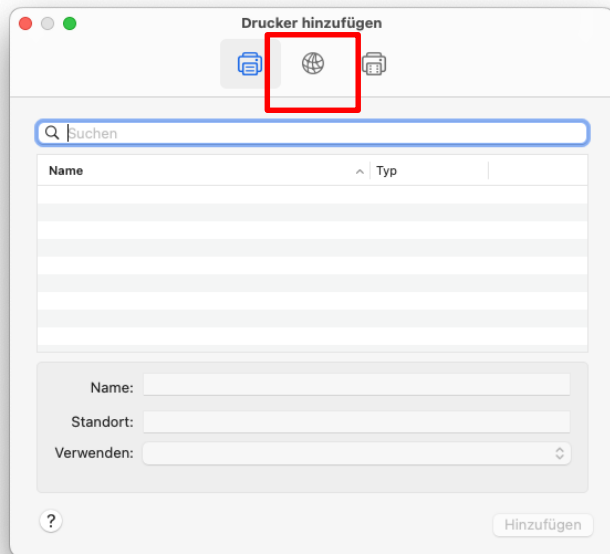 Drucker hinzufügen
Suchen
Name Typ
Name:
Standort:
Verwenden:
?
Hinzufügen